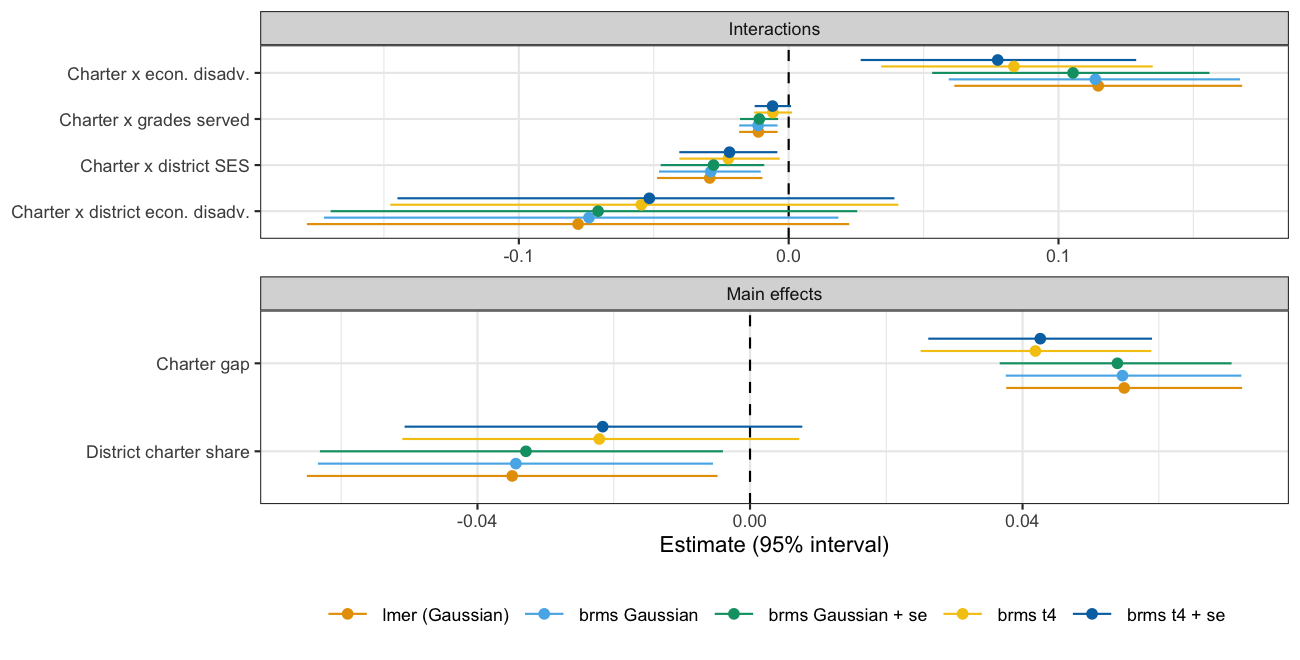 Interactions
Charter x econ. disadv.
Charter x grades served
Charter x district SES
Charter x district econ. disadv.
-0.1 0.0 0.1
Main effects
Charter gap
District charter share
-0.04 0.00 0.04
Estimate (95% interval)
lmer (Gaussian) brms Gaussian brms Gaussian + se brms t4 brms t4 + se